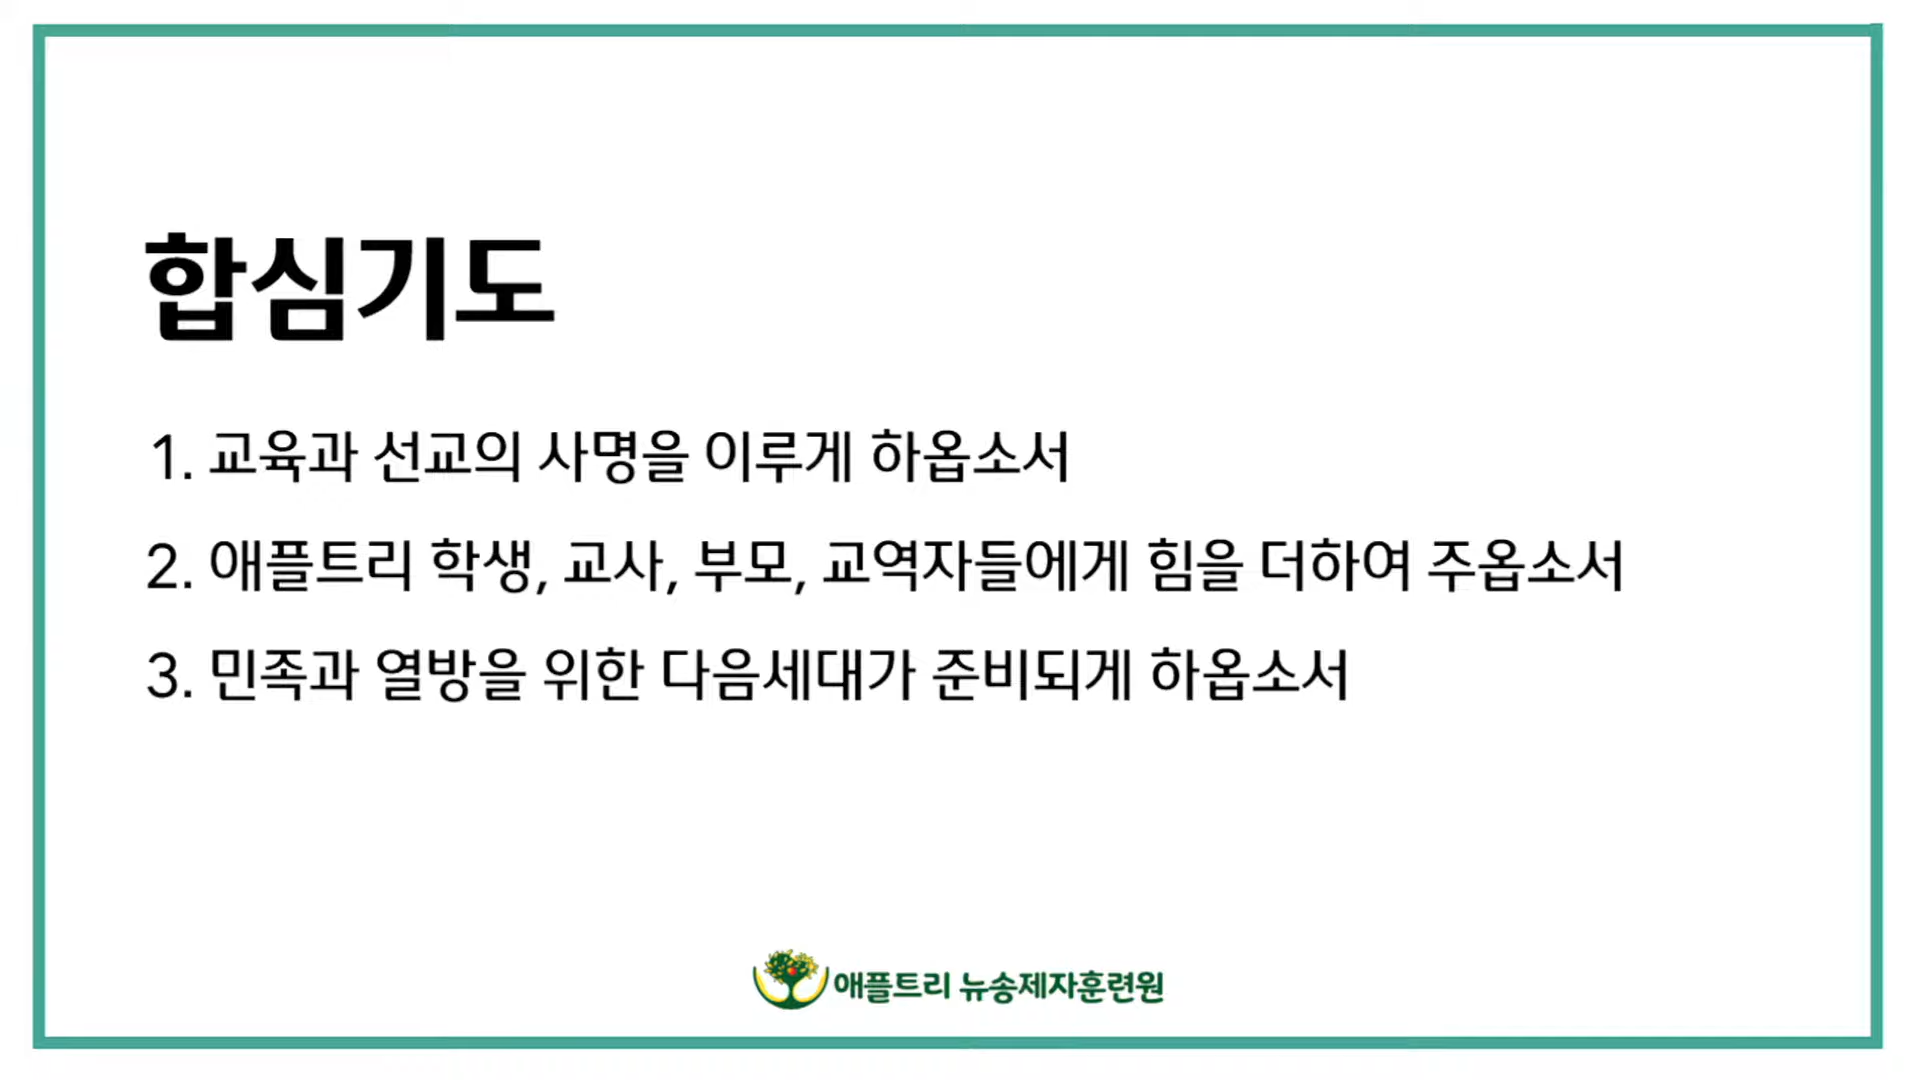 합심기도
1. 교육과 선교의 사명을 이루게 하옵소서
2. 애플트리 학생, 교사, 부모, 교역자들에게 힘을 더하여 주옵소서
3. 민족과 열방을 위한 다음세대가 준비되게 하옵소서
애플트리 뉴송제자훈련원